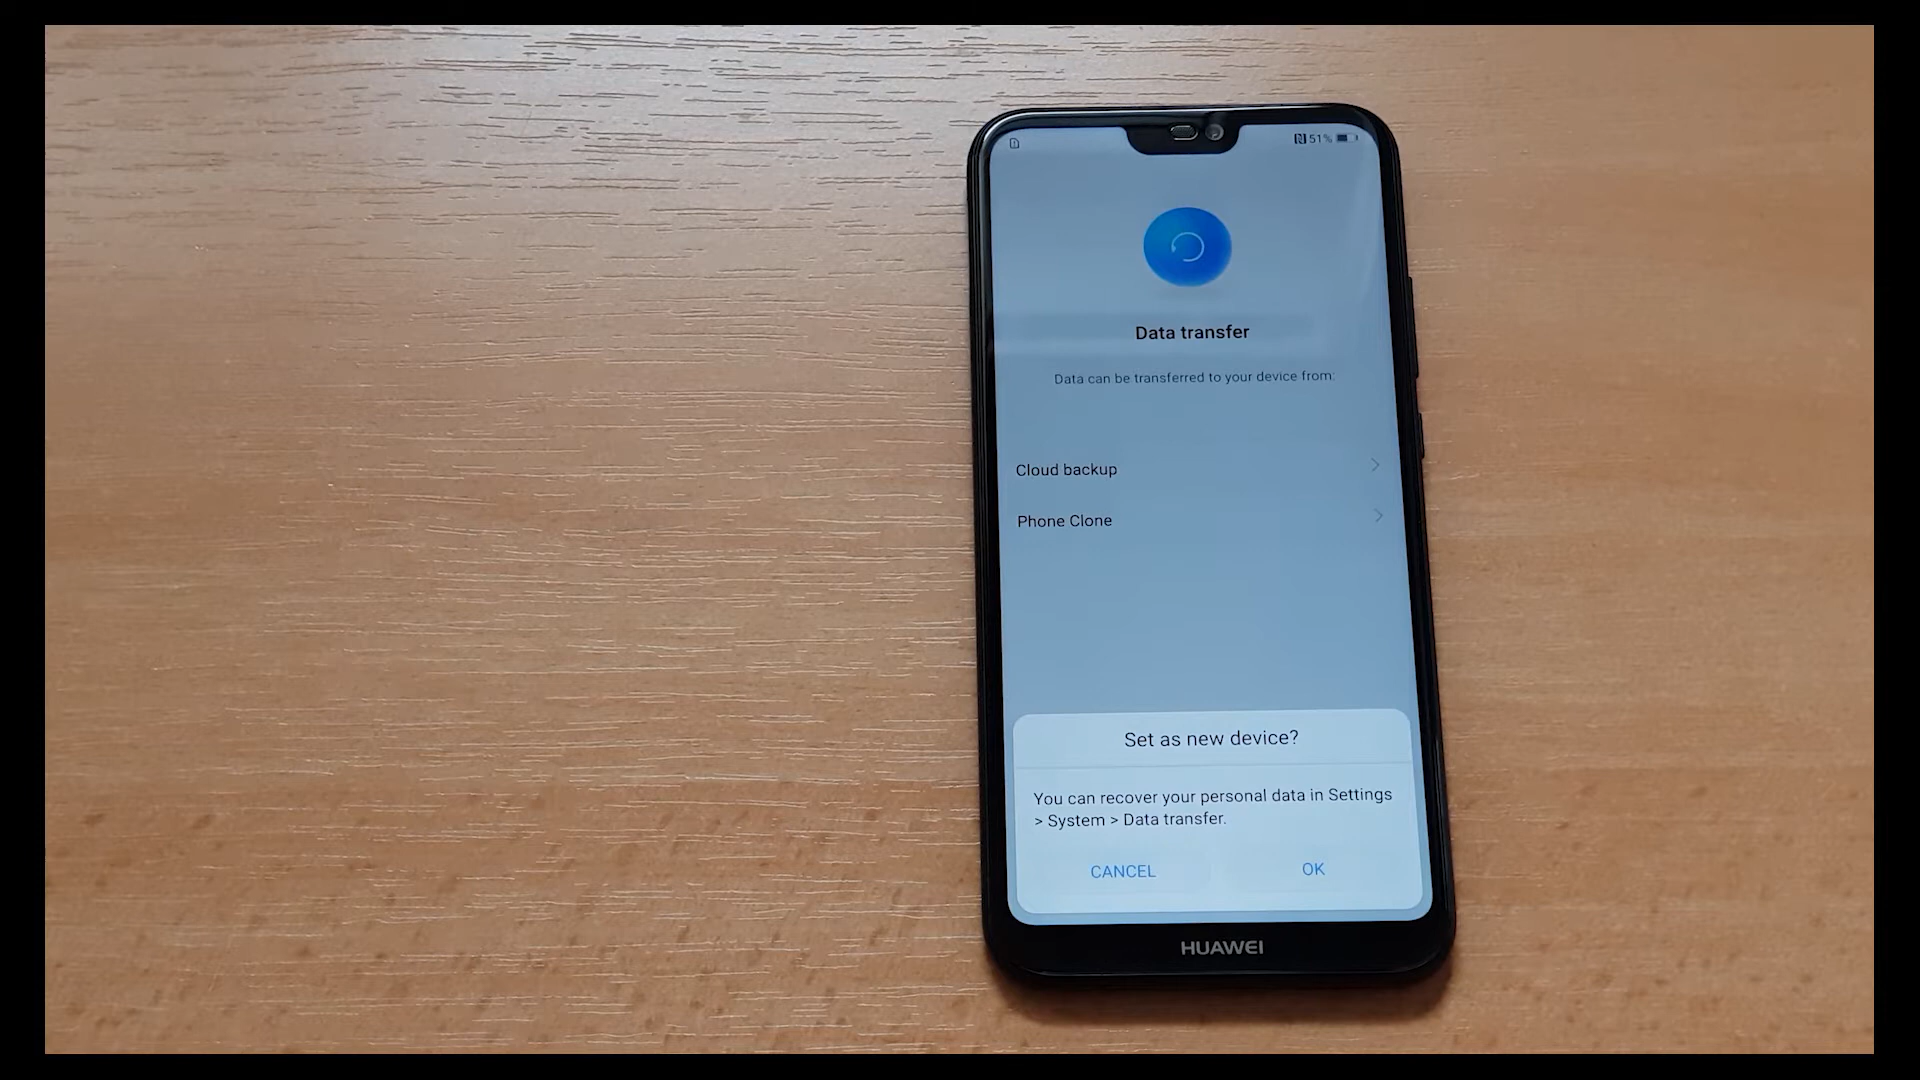 51%
Data transfer
Data can be transferred to your device from:
Cloud backup
Phone Clone
Set as new device?
You can recover your personal data in Settings
> System > Data transfer.
CANCEL OK
HUAWEI